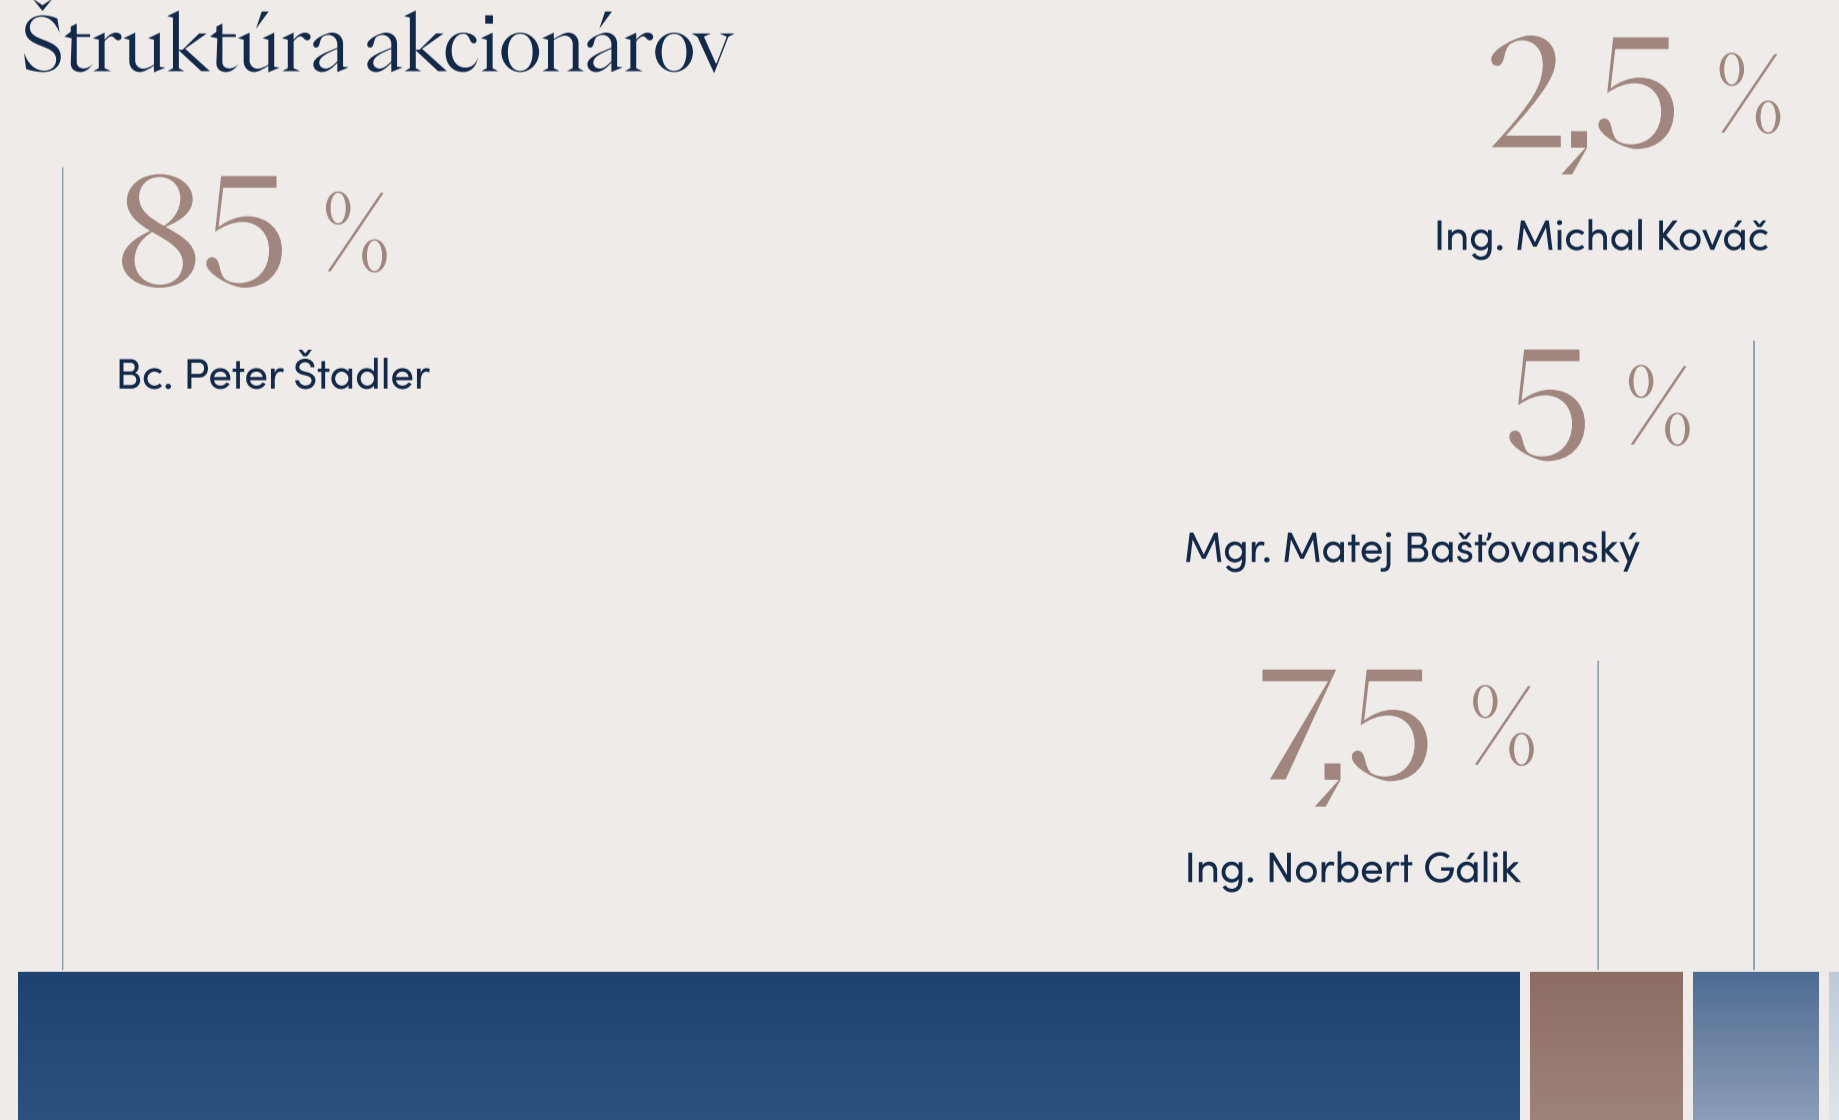 Štruktúra akcionárov
85 %
Bc. Peter Štadler
2,5 %
Ing. Michal Kováč
5 %
Mgr. Matej Bašťovanský
7,5 %
Ing. Norbert Gálik